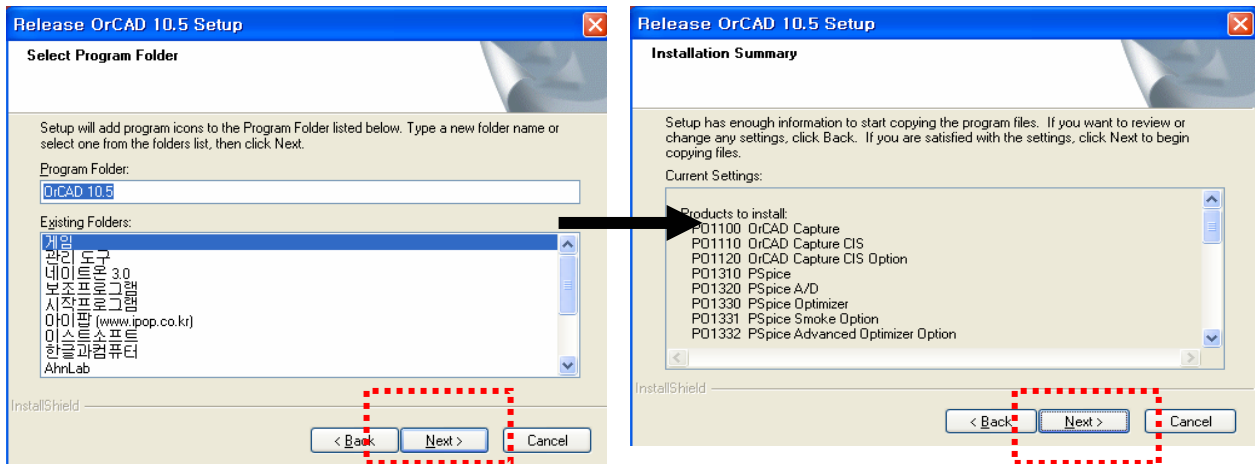 Release OrCAD 10.5 Setup
Select Program Folder
Setup will add program icons to the Program Folder listed below. Type a new folder name or
select one from the folders list, then click Next.
Program Folder:
OrCAD 10.5
Existing Folders:
게임
관리 도구
네이트온 3.0
보조프로그램
시작프로그램
아이팝 (www.ipop.co.kr)
이스트소프트
한글과컴퓨터
AhnLab
InstallShield
< Back
Next >
Cancel
Release OrCAD 10.5 Setup
Installation Summary
Setup has enough information to start copying the program files. If you want to review or
change any settings, click Back. If you are satisfied with the settings, click Next to begin
copying files.
Current Settings:
Products to install:
PO1100 OrCAD Capture
PO1110 OrCAD Capture CIS
PO1120 OrCAD Capture CIS Option
PO1310 PSpice
PO1320 PSpice A/D
PO1330 PSpice Optimizer
PO1331 PSpice Smoke Option
PO1332 PSpice Advanced Optimizer Option
InstallShield
< Back
Next >
Cancel